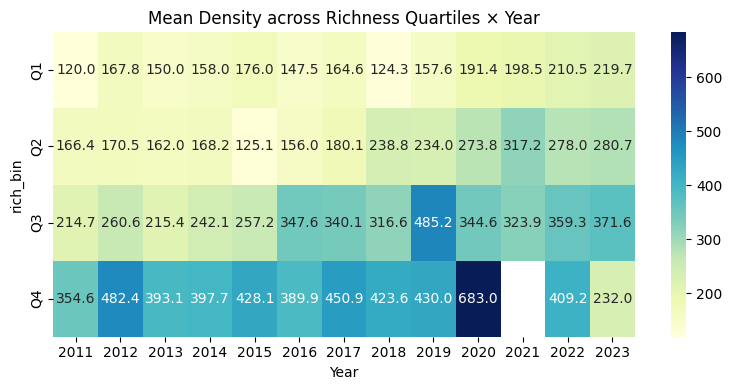 Mean Density across Richness Quartiles × Year
Q1 120.0 167.8 150.0 158.0 176.0 147.5 164.6 124.3 157.6 191.4 198.5 210.5 219.7
Q2 166.4 170.5 162.0 168.2 125.1 156.0 180.1 238.8 234.0 273.8 317.2 278.0 280.7
Q3 214.7 260.6 215.4 242.1 257.2 347.6 340.1 316.6 485.2 344.6 323.9 359.3 371.6
Q4 354.6 482.4 393.1 397.7 428.1 389.9 450.9 423.6 430.0 683.0 409.2 232.0
rich_bin
2011 2012 2013 2014 2015 2016 2017 2018 2019 2020 2021 2022 2023
Year
600
500
400
300
200